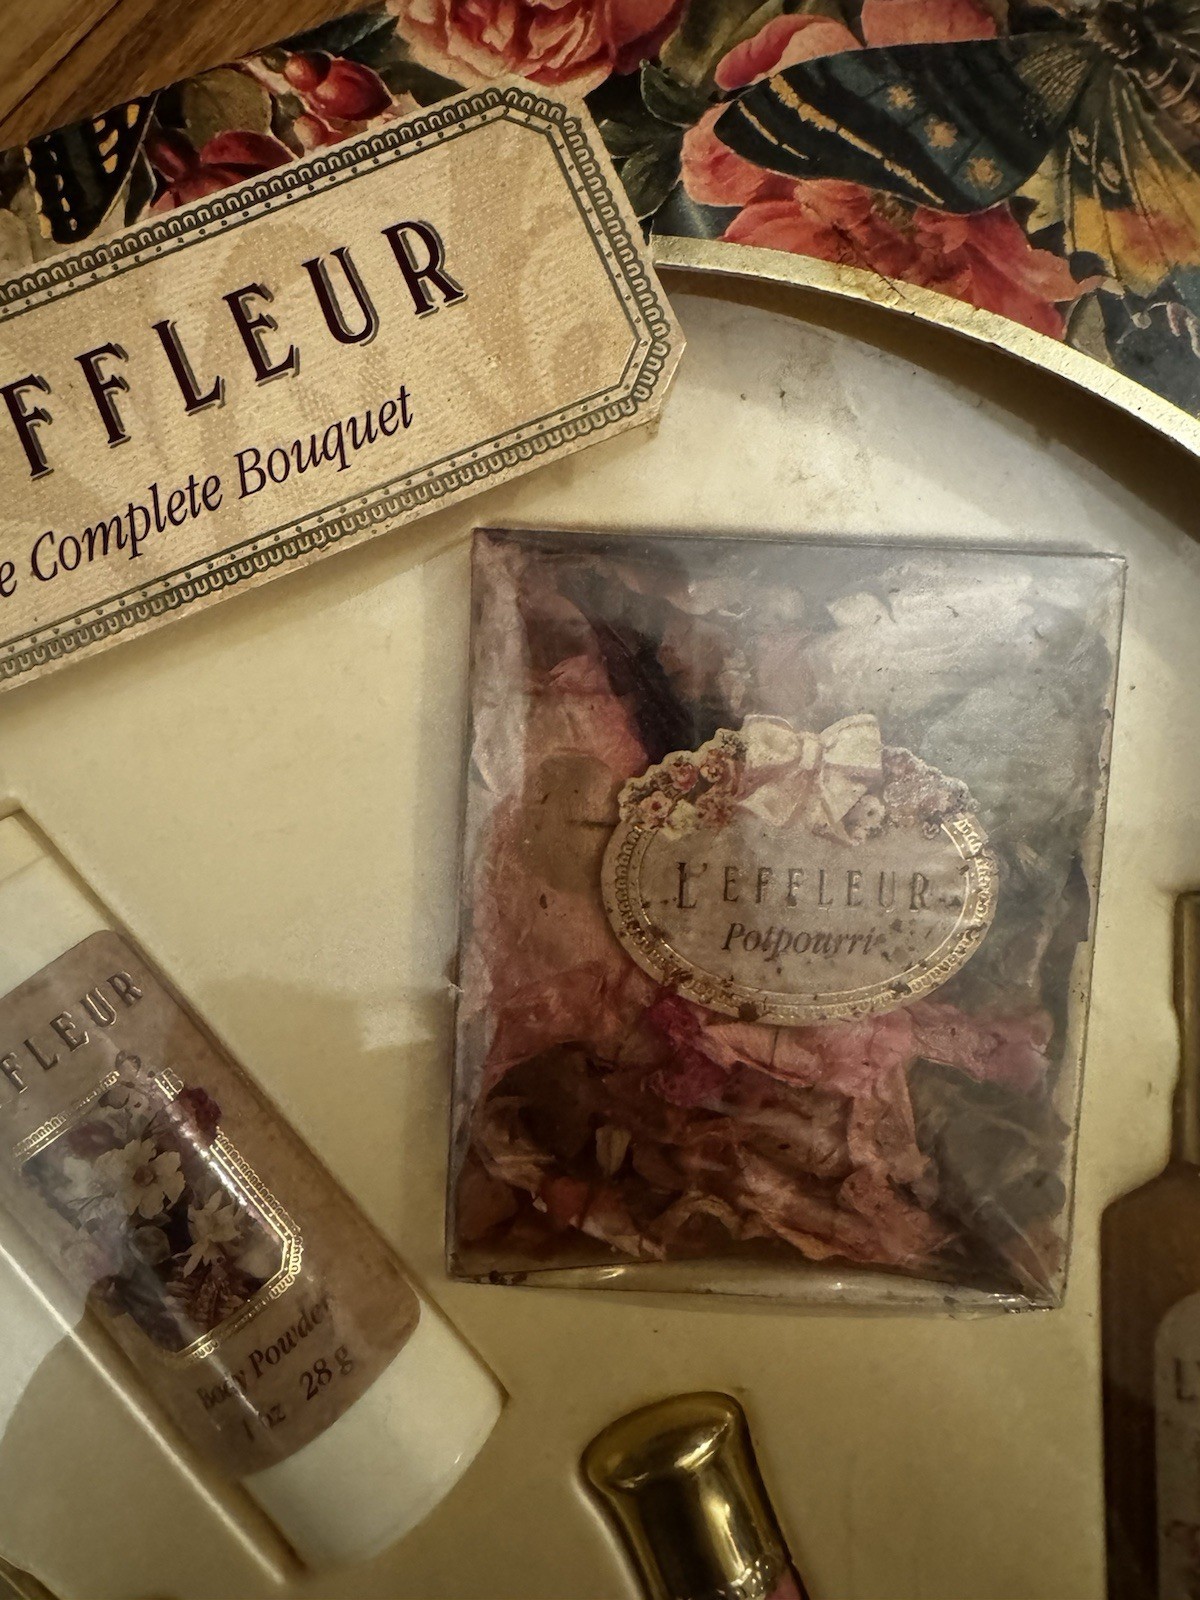 FFLEUR
e Complete Bouquet
L'EFFLEUR
Potpourri
FFLEUR
Body Powder
1 oz 28 g